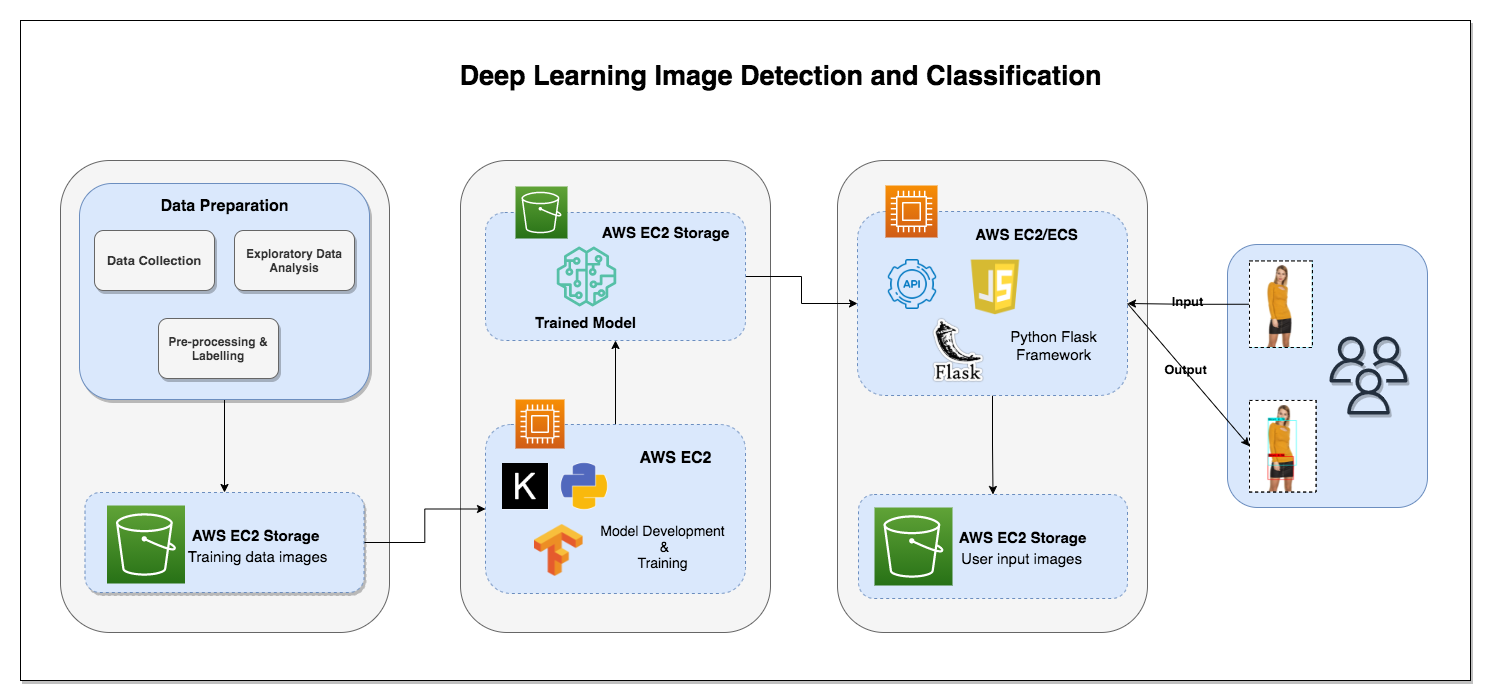 Deep Learning Image Detection and Classification
Data Preparation
Data Collection
Exploratory Data
Analysis
Pre-processing &
Labelling
AWS EC2 Storage
Training data images
AWS EC2 Storage
Trained Model
AWS EC2
K
Model Development
&
Training
AWS EC2/ECS
API
JS
Flask
Python Flask
Framework
AWS EC2 Storage
User input images
Input
Output